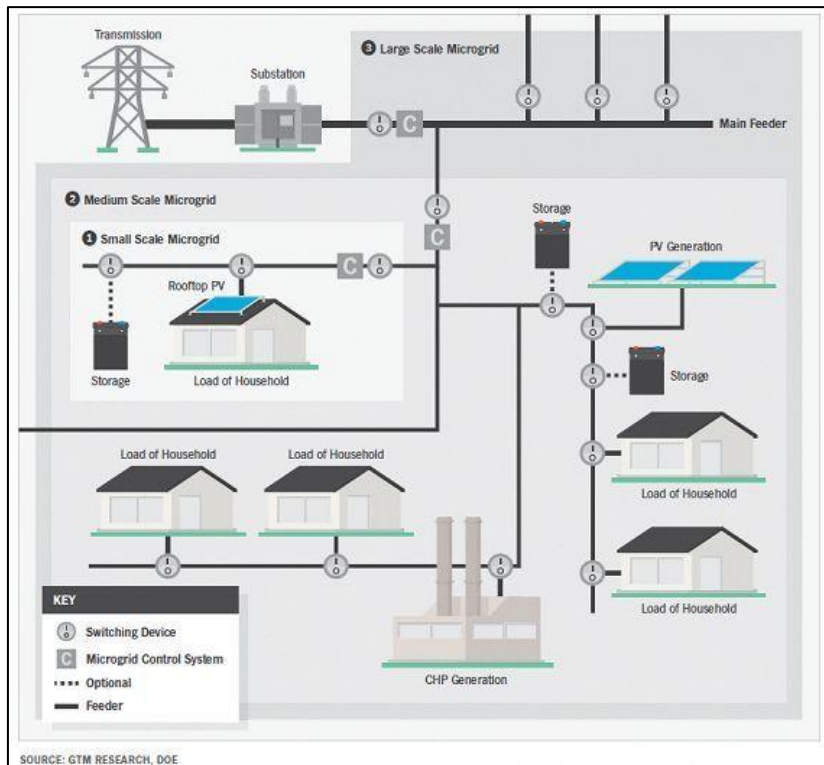 Transmission
Substation
3 Large Scale Microgrid
Main Feeder
2 Medium Scale Microgrid
1 Small Scale Microgrid
Rooftop PV
Storage
Load of Household
Storage
PV Generation
Storage
Load of Household
Load of Household
Load of Household
Load of Household
CHP Generation
KEY
Switching Device
C Microgrid Control System
Optional
Feeder
C
C
C
SOURCE: GTM RESEARCH, DOE